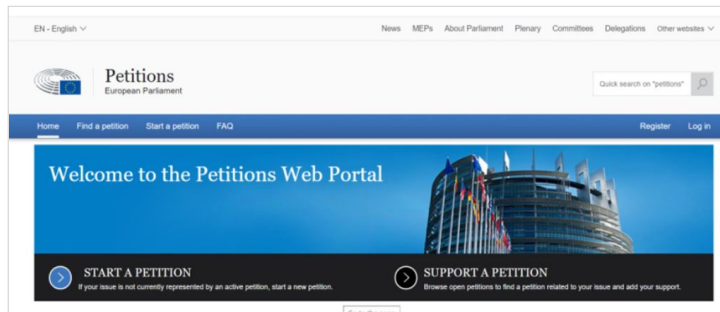 EN - English
News MEPs About Parliament Plenary Committees Delegations Other websites
Petitions
European Parliament
Quick search on "petitions"
Home Find a petition Start a petition FAQ Register Log in
Welcome to the Petitions Web Portal
START A PETITION
If your issue is not currently represented by an active petition, start a new petition.
SUPPORT A PETITION
Browse open petitions to find a petition related to your issue and add your support.